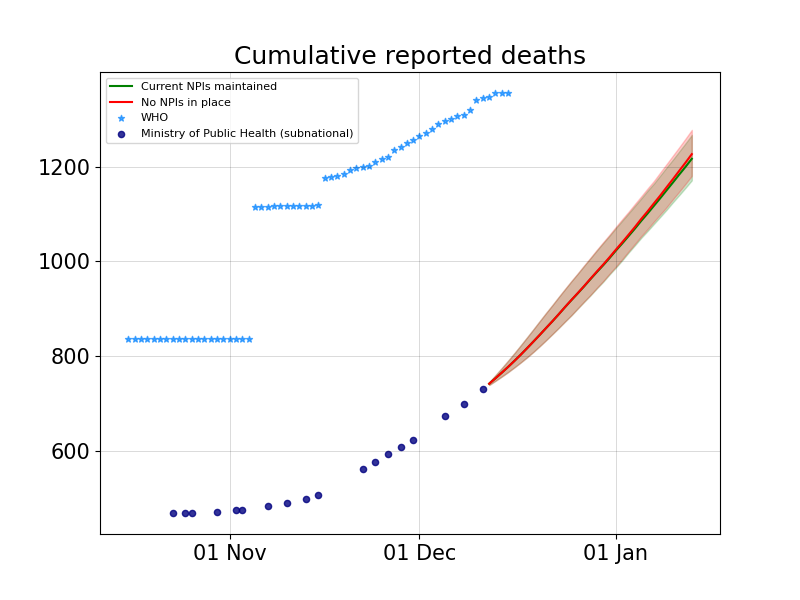 Cumulative reported deaths
Current NPIs maintained
No NPIs in place
WHO
Ministry of Public Health (subnational)
1200
1000
800
600
01 Nov
01 Dec
01 Jan